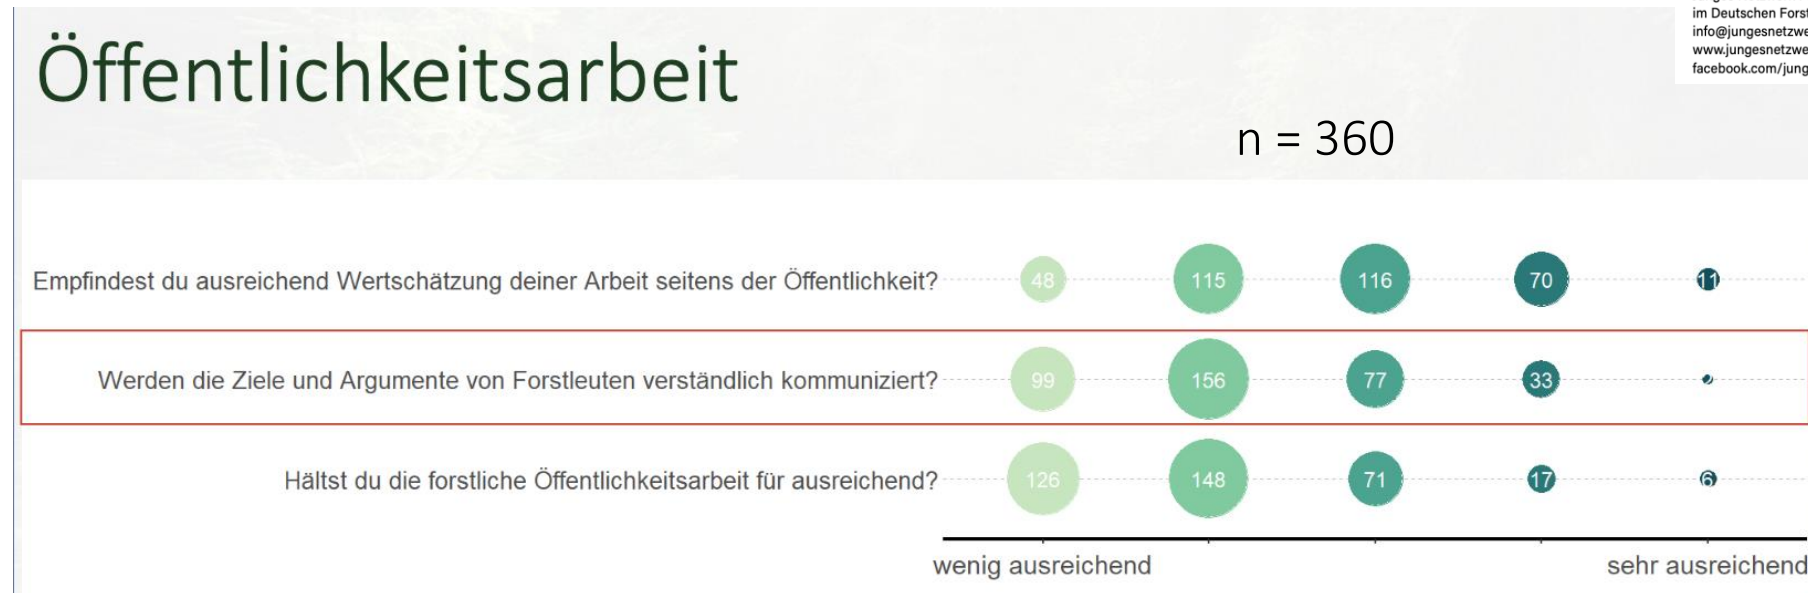 im Deutschen Forst
info@jungesnetzwe
www.jungesnetzwe
facebook.com/jung
Öffentlichkeitsarbeit
n = 360
Empfindest du ausreichend Wertschätzung deiner Arbeit seitens der Öffentlichkeit? 48 115 116 70 11
Werden die Ziele und Argumente von Forstleuten verständlich kommuniziert? 99 156 77 33
Hältst du die forstliche Öffentlichkeitsarbeit für ausreichend? 126 148 71 17 6
wenig ausreichend sehr ausreichend